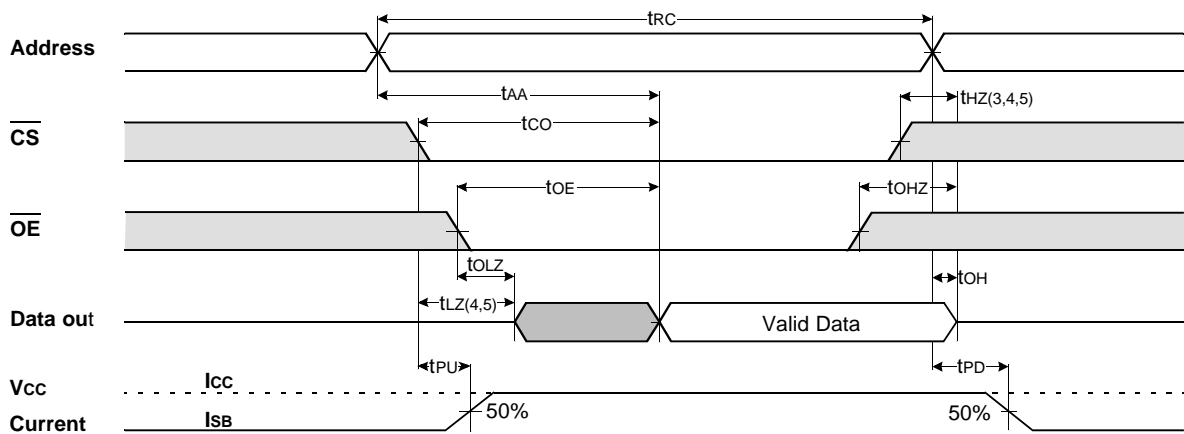 tRC
Address
tAA
tHZ(3,4,5)
CS
tCO
tOE
tOHZ
OE
tOLZ
tOH
tLZ(4,5)
Data out
Valid Data
tPU
tPD
VCC
ICC
50%
50%
Current
ISB